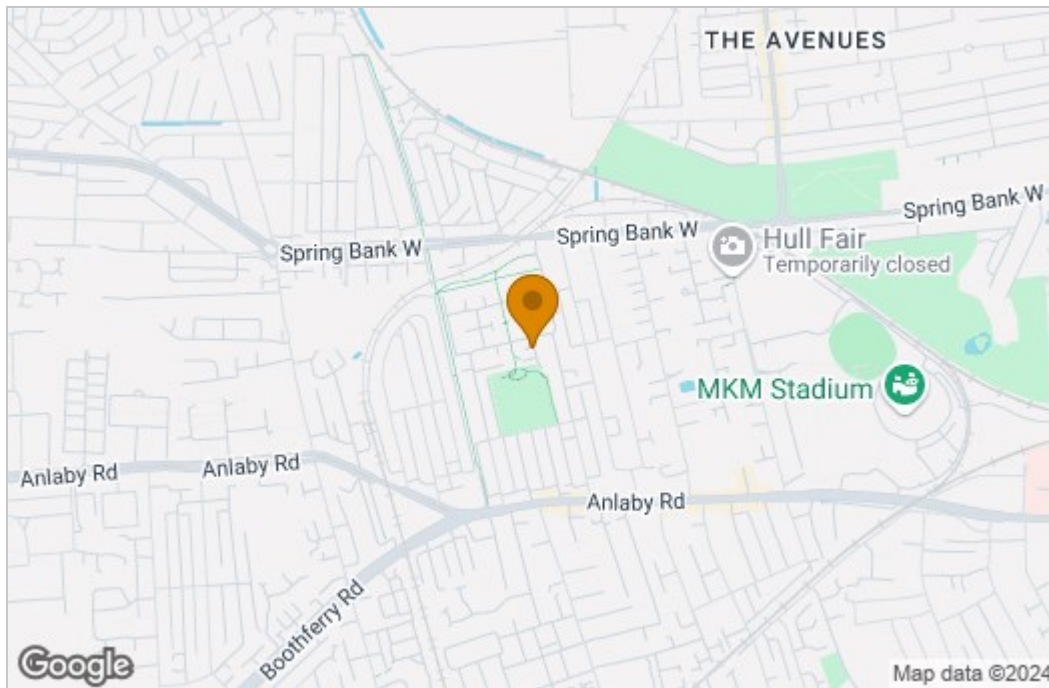 THE AVENUES
Spring Bank W
Spring Bank W
Spring Bank W
Hull Fair
Temporarily closed
MKM Stadium
Anlaby Rd
Anlaby Rd
Anlaby Rd
Boothferry Rd
Google
Map data ©2024